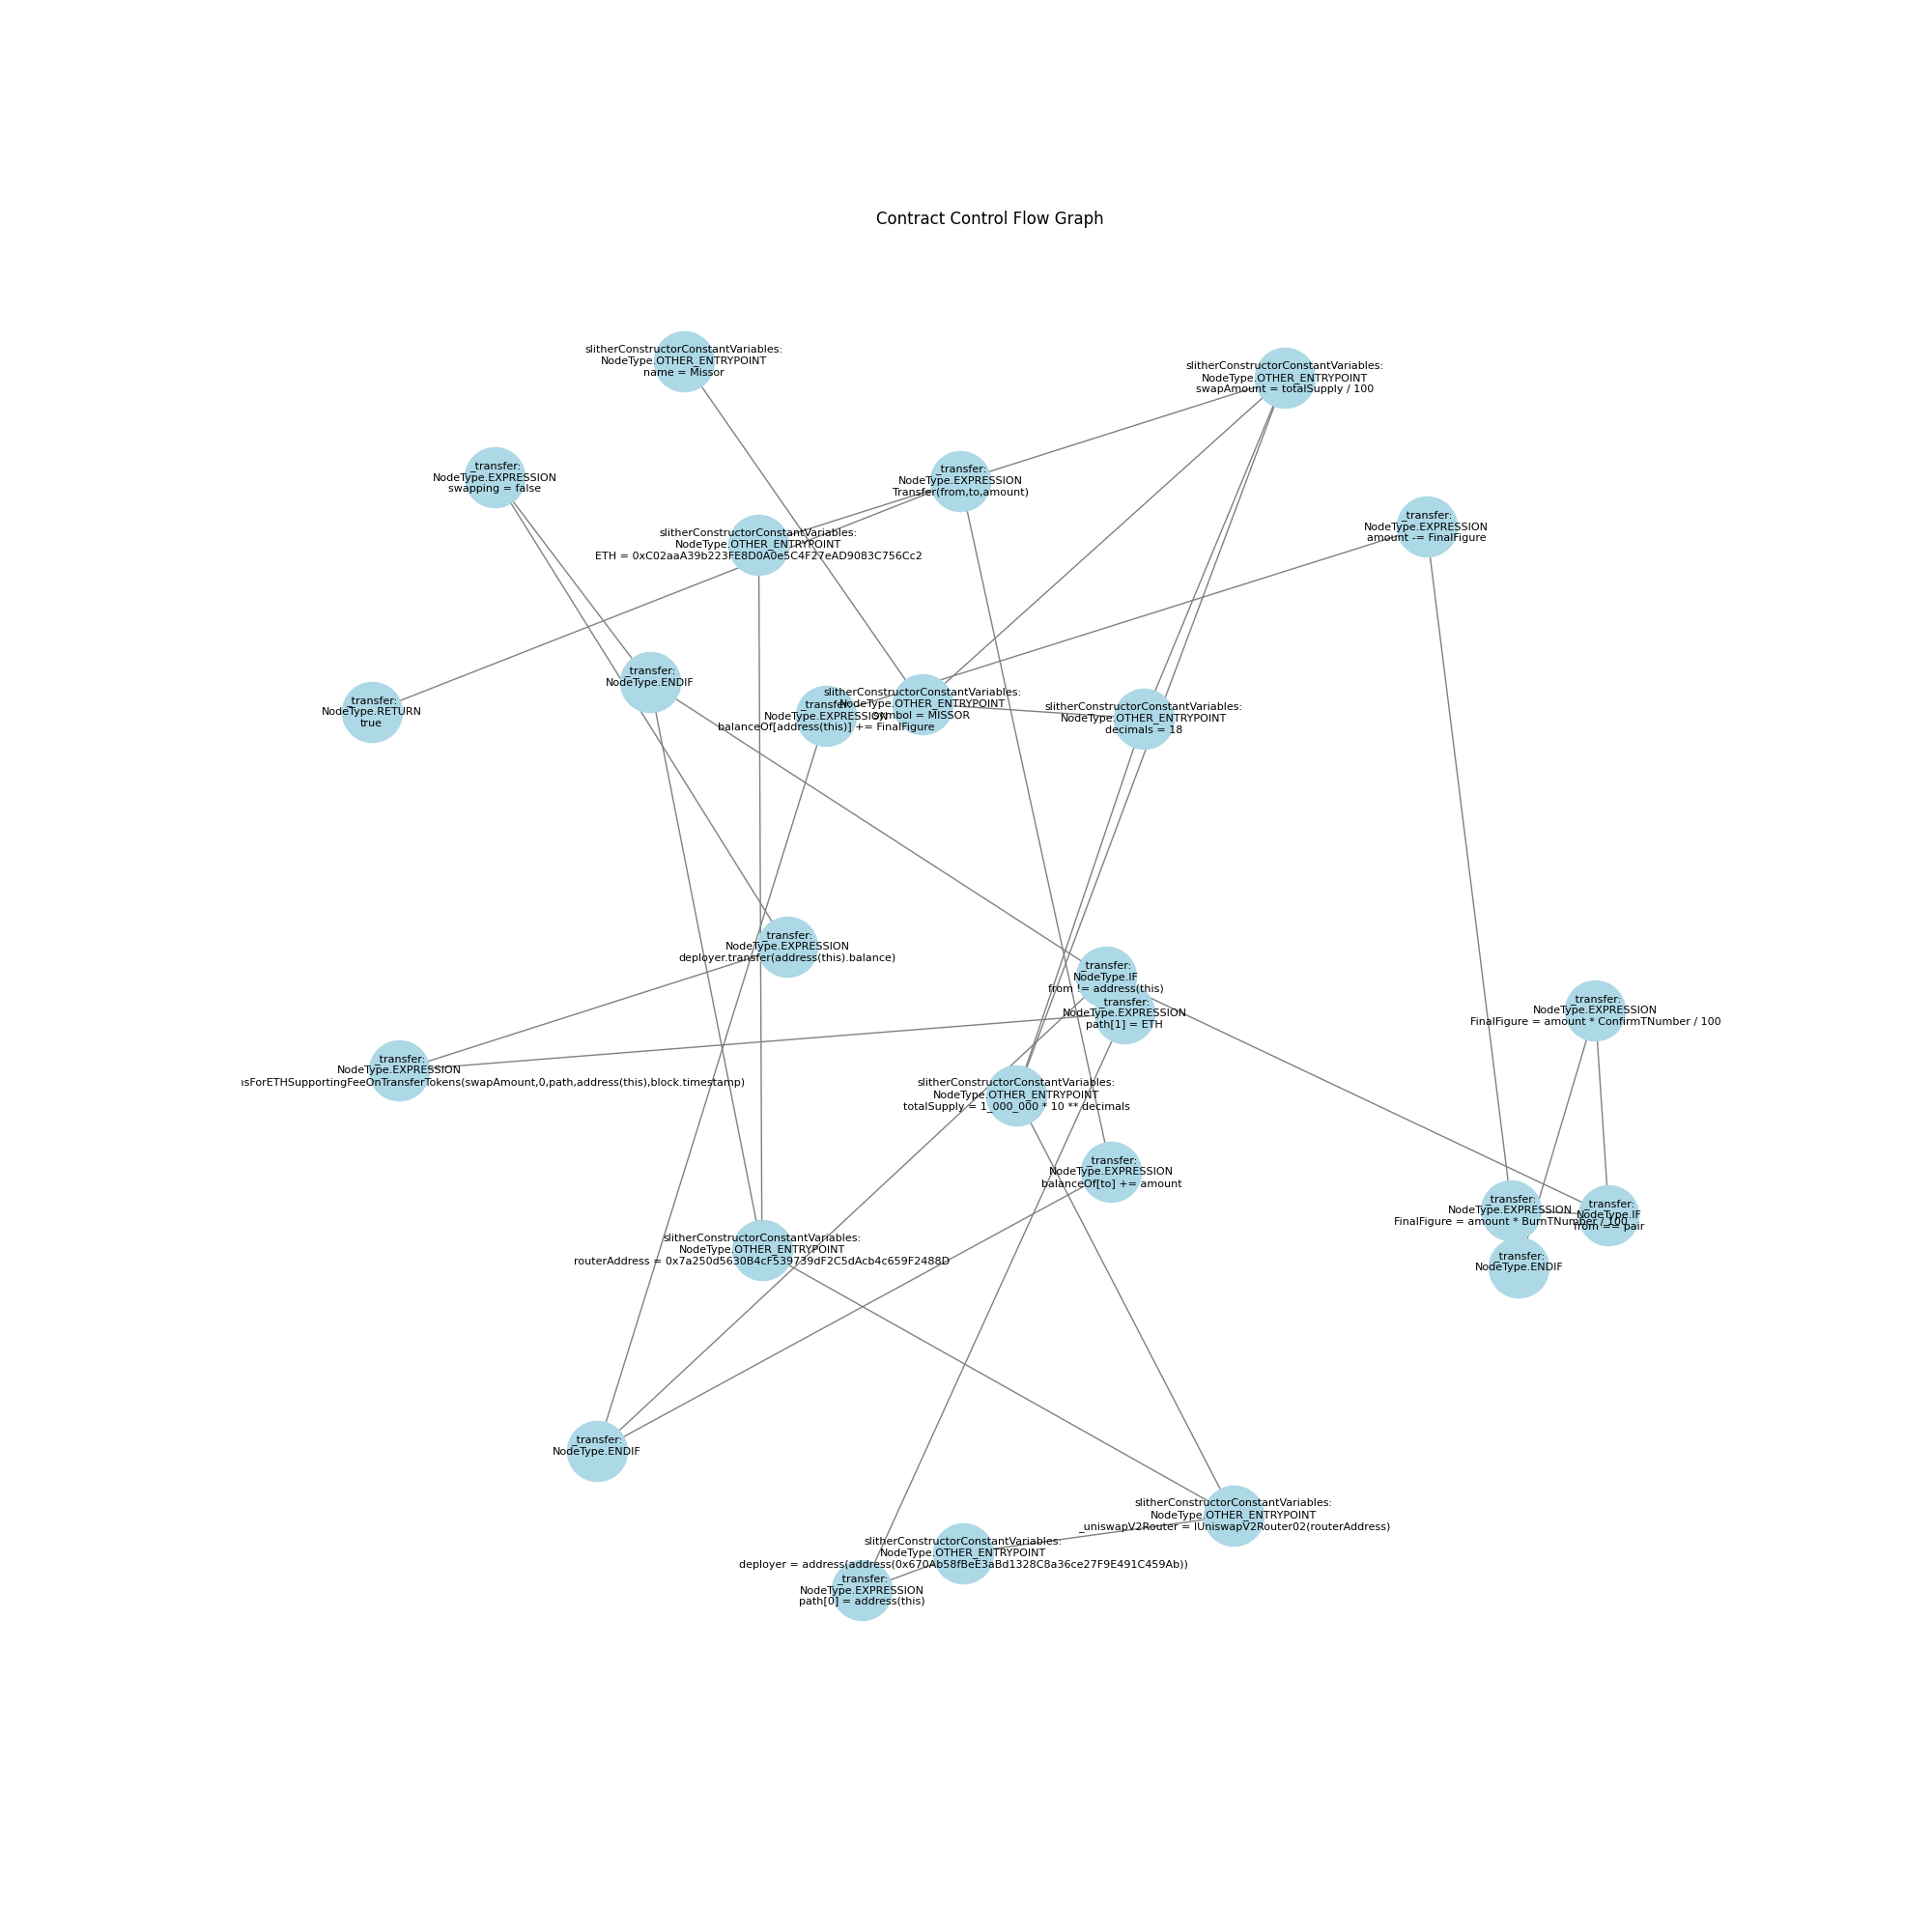 Contract Control Flow Graph
slitherConstructorConstantVariables:
NodeType.OTHER_ENTRYPOINT
name = Missor
slitherConstructorConstantVariables:
NodeType.OTHER_ENTRYPOINT
swapAmount = totalSupply / 100
_transfer:
NodeType.EXPRESSION
swapping = false
_transfer:
NodeType.EXPRESSION
Transfer(from,to,amount)
_transfer:
NodeType.EXPRESSION
amount -= FinalFigure
slitherConstructorConstantVariables:
NodeType.OTHER_ENTRYPOINT
ETH = 0xC02aaA39b223FE8D0A0e5C4F27eAD9083C756Cc2
_transfer:
NodeType.ENDIF
_transfer:
NodeType.RETURN
true
_transfer:
NodeType.EXPRESSION
balanceOf[address(this)] += FinalFigure
slitherConstructorConstantVariables:
NodeType.OTHER_ENTRYPOINT
symbol = MISSOR
slitherConstructorConstantVariables:
NodeType.OTHER_ENTRYPOINT
decimals = 18
_transfer:
NodeType.EXPRESSION
deployer.transfer(address(this).balance)
_transfer:
NodeType.IF
from != address(this)
_transfer:
NodeType.EXPRESSION
path[1] = ETH
_transfer:
NodeType.EXPRESSION
FinalFigure = amount * ConfirmTNumber / 100
_transfer:
NodeType.EXPRESSION
nsForETHSupportingFeeOnTransferTokens(swapAmount,0,path,address(this),block.timestamp)
slitherConstructorConstantVariables:
NodeType.OTHER_ENTRYPOINT
totalSupply = 1_000_000 * 10 ** decimals
_transfer:
NodeType.EXPRESSION
balanceOf[to] += amount
_transfer:
NodeType.EXPRESSION
FinalFigure = amount * BurnTNumber / 100
_transfer:
NodeType.IF
from == pair
_transfer:
NodeType.ENDIF
slitherConstructorConstantVariables:
NodeType.OTHER_ENTRYPOINT
routerAddress = 0x7a250d5630B4cF539739dF2C5dAcb4c659F2488D
_transfer:
NodeType.ENDIF
slitherConstructorConstantVariables:
NodeType.OTHER_ENTRYPOINT
_uniswapV2Router = IUniswapV2Router02(routerAddress)
slitherConstructorConstantVariables:
NodeType.OTHER_ENTRYPOINT
deployer = address(address(0x670Ab58fBeE3aBd1328C8a36ce27F9E491C459Ab))
_transfer:
NodeType.EXPRESSION
path[0] = address(this)